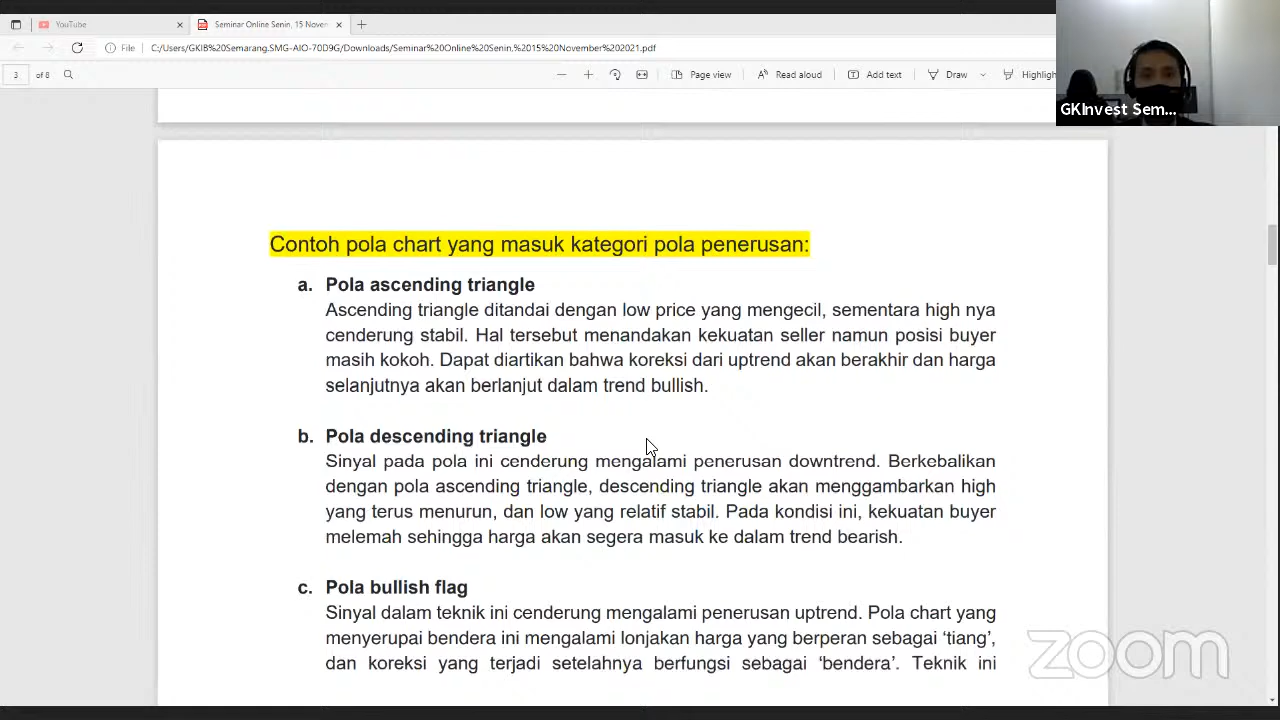 YouTube
Seminar Online Senin, 15 Novem
File
C:/Users/GKIB%20Semarang.SMG-AIO-70D9G/Downloads/Seminar%20Online%20Senin,%2015%20November%202021.pdf
3 of 8
Page view
Read aloud
Add text
Draw
Highligh
GKInvest Sem...
Contoh pola chart yang masuk kategori pola penerusan:
a. Pola ascending triangle
Ascending triangle ditandai dengan low price yang mengecil, sementara high nya
cenderung stabil. Hal tersebut menandakan kekuatan seller namun posisi buyer
masih kokoh. Dapat diartikan bahwa koreksi dari uptrend akan berakhir dan harga
selanjutnya akan berlanjut dalam trend bullish.
b. Pola descending triangle
Sinyal pada pola ini cenderung mengalami penerusan downtrend. Berkebalikan
dengan pola ascending triangle, descending triangle akan menggambarkan high
yang terus menurun, dan low yang relatif stabil. Pada kondisi ini, kekuatan buyer
melemah sehingga harga akan segera masuk ke dalam trend bearish.
c. Pola bullish flag
Sinyal dalam teknik ini cenderung mengalami penerusan uptrend. Pola chart yang
menyerupai bendera ini mengalami lonjakan harga yang berperan sebagai ‘tiang’,
dan koreksi yang terjadi setelahnya berfungsi sebagai ‘bendera’. Teknik ini
zoom